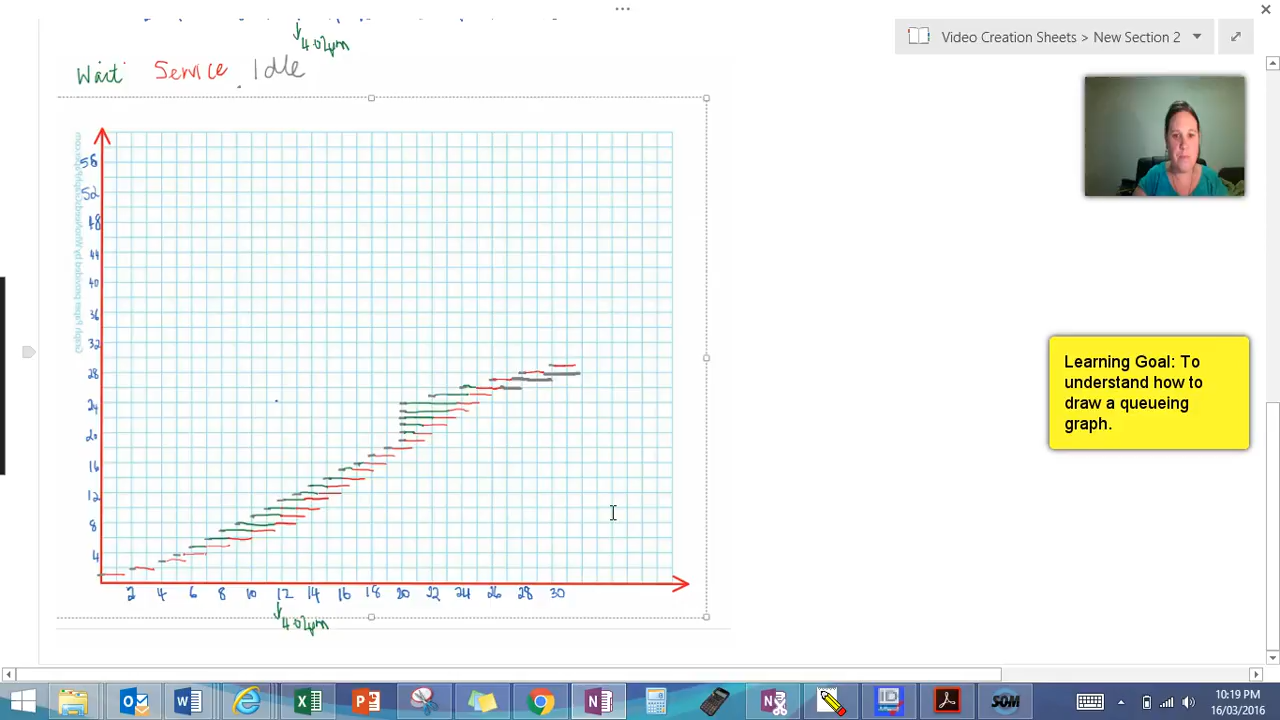 Video Creation Sheets > New Section 2
4.02pm
Wait Service Idle
56
52
48
44
40
36
32
28
24
20
16
12
8
4
2 4 6 8 10 12 14 16 18 20 22 24 26 28 30
4.02pm
Learning Goal: To
understand how to
draw a queueing
graph.
10:19 PM
16/03/2016